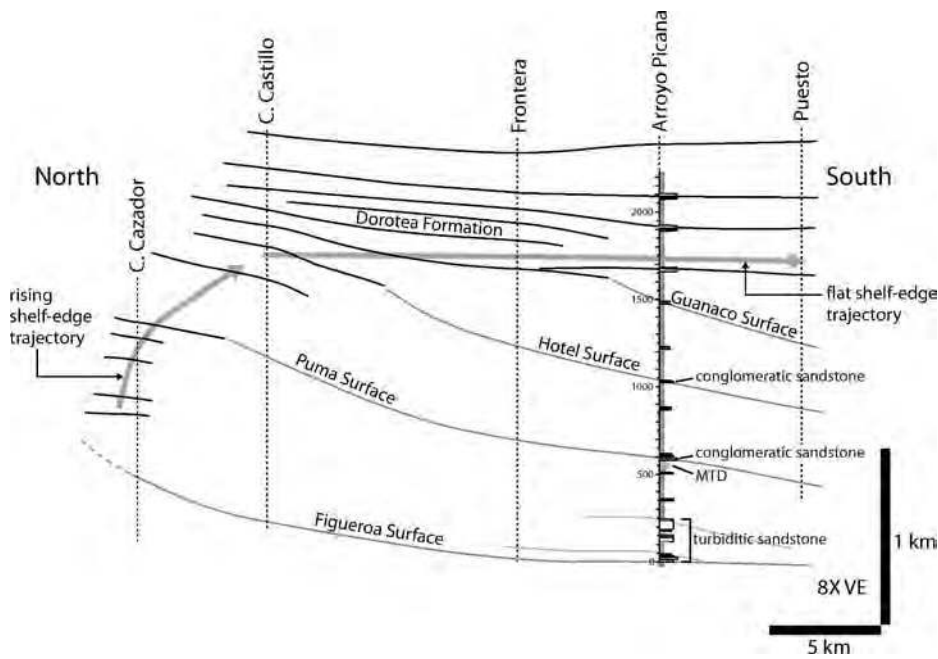 C. Castillo
Frontera
Arroyo Picana
Puesto
North
South
C. Cazador
2000
Dorotea Formation
rising
shelf-edge
trajectory
flat shelf-edge
trajectory
1500
Guanaco Surface
Hotel Surface
Puma Surface
conglomeratic sandstone
1000
conglomeratic sandstone
MTD
500
Figueroa Surface
turbiditic sandstone
0
1 km
8X VE
5 km